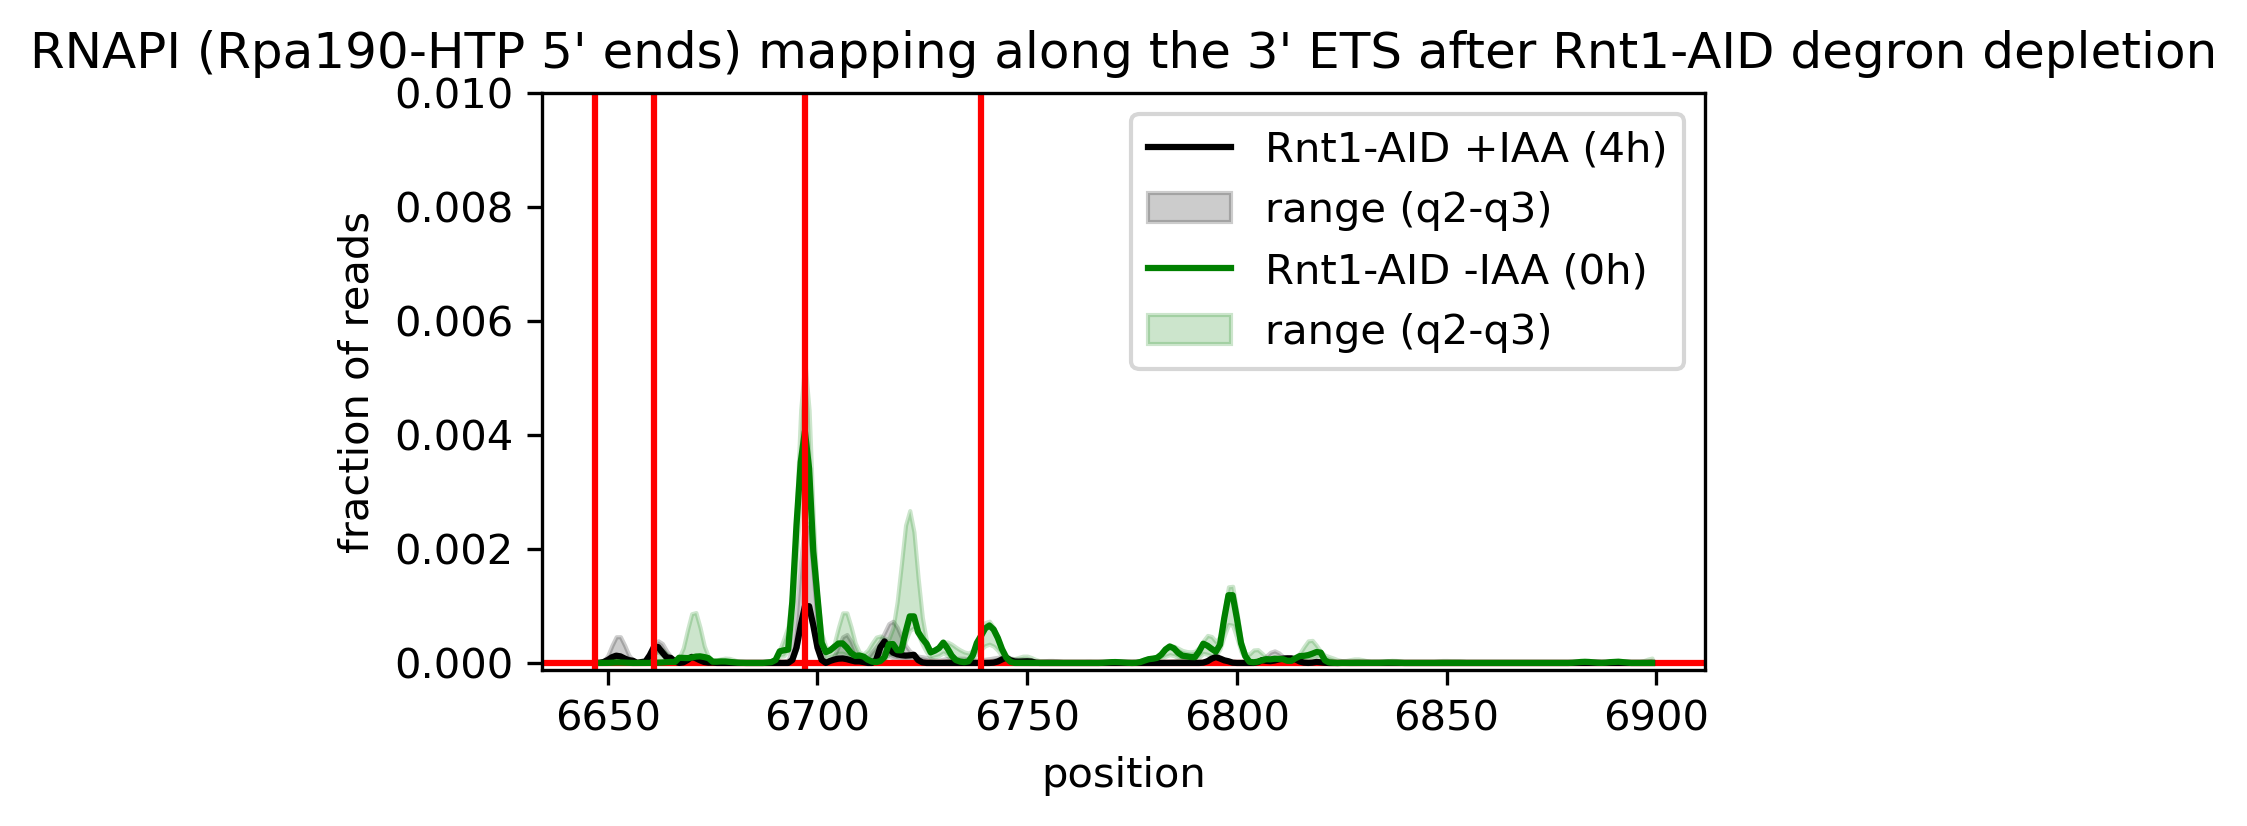 RNAPI (Rpa190-HTP 5' ends) mapping along the 3' ETS after Rnt1-AID degron depletion
0.010
0.008
0.006
0.004
0.002
0.000
fraction of reads
Rnt1-AID +IAA (4h)
range (q2-q3)
Rnt1-AID -IAA (0h)
range (q2-q3)
6650 6700 6750 6800 6850 6900
position